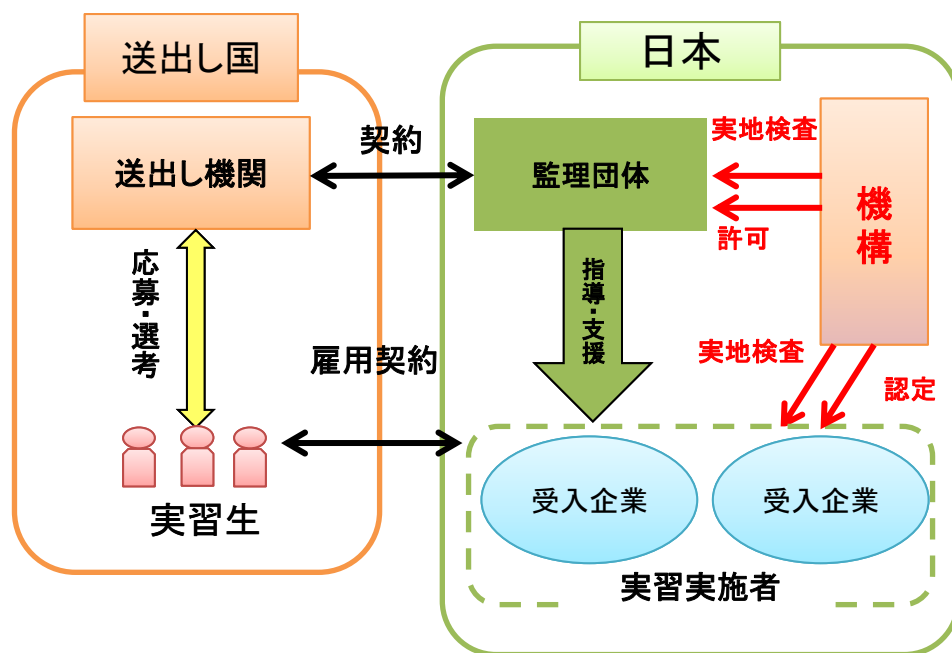 送出し国
日本
送出し機関
契約
監理団体
実地検査
許可
機構
応募・選考
指導・支援
雇用契約
実地検査
認定
実習生
受入企業
受入企業
実習実施者